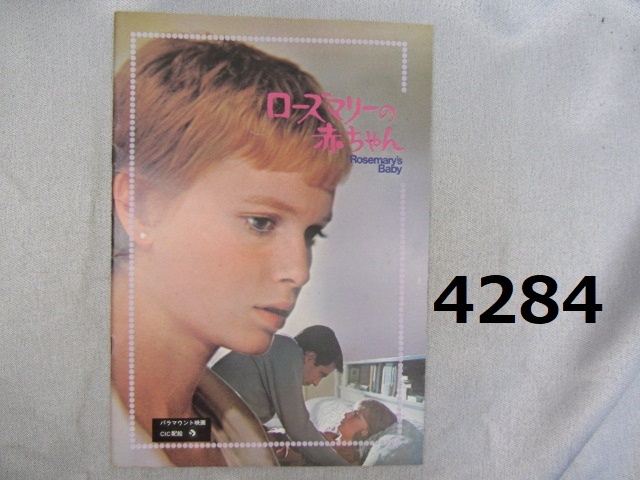 ローズマリーの
赤ちゃん
Rosemary's
Baby
4284
パラマウント映画
CIC配給